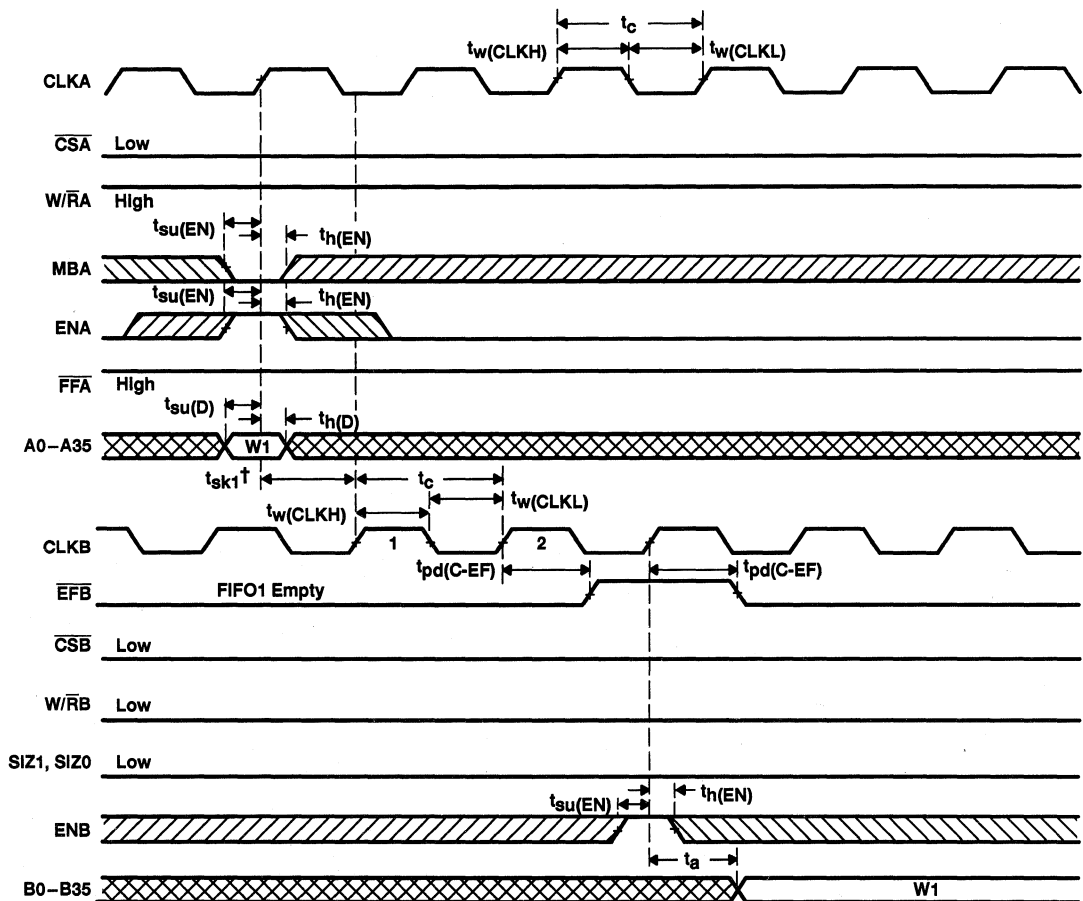 tc
tw(CLKH) tw(CLKL)
CLKA
CSA Low
W/RA High
tsu(EN) th(EN)
MBA
tsu(EN) th(EN)
ENA
FFA High
tsu(D) th(D)
A0–A35 W1
tsk1† tc
tw(CLKH) tw(CLKL)
CLKB 1 2
tpd(C-EF) tpd(C-EF)
EFB FIFO1 Empty
CSB Low
W/RB Low
SIZ1, SIZ0 Low
tsu(EN) th(EN)
ENB
ta
B0–B35 W1